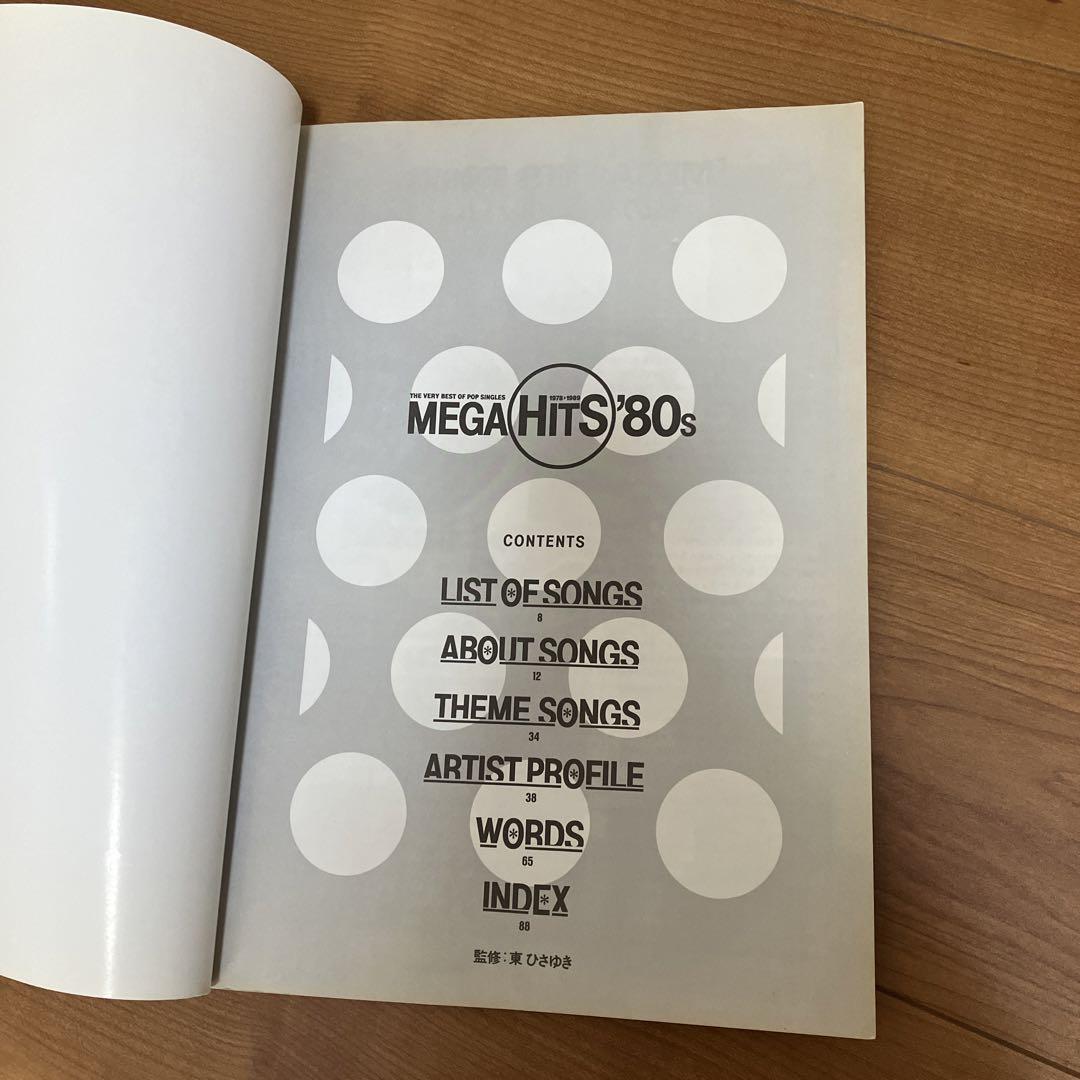 THE VERY BEST OF POP SINGLES
1978-1989
MEGA HITS '80s
CONTENTS
LIST OF SONGS
8
ABOUT SONGS
12
THEME SONGS
34
ARTIST PROFILE
38
WORDS
65
INDEX
88
監修:東 ひさゆき